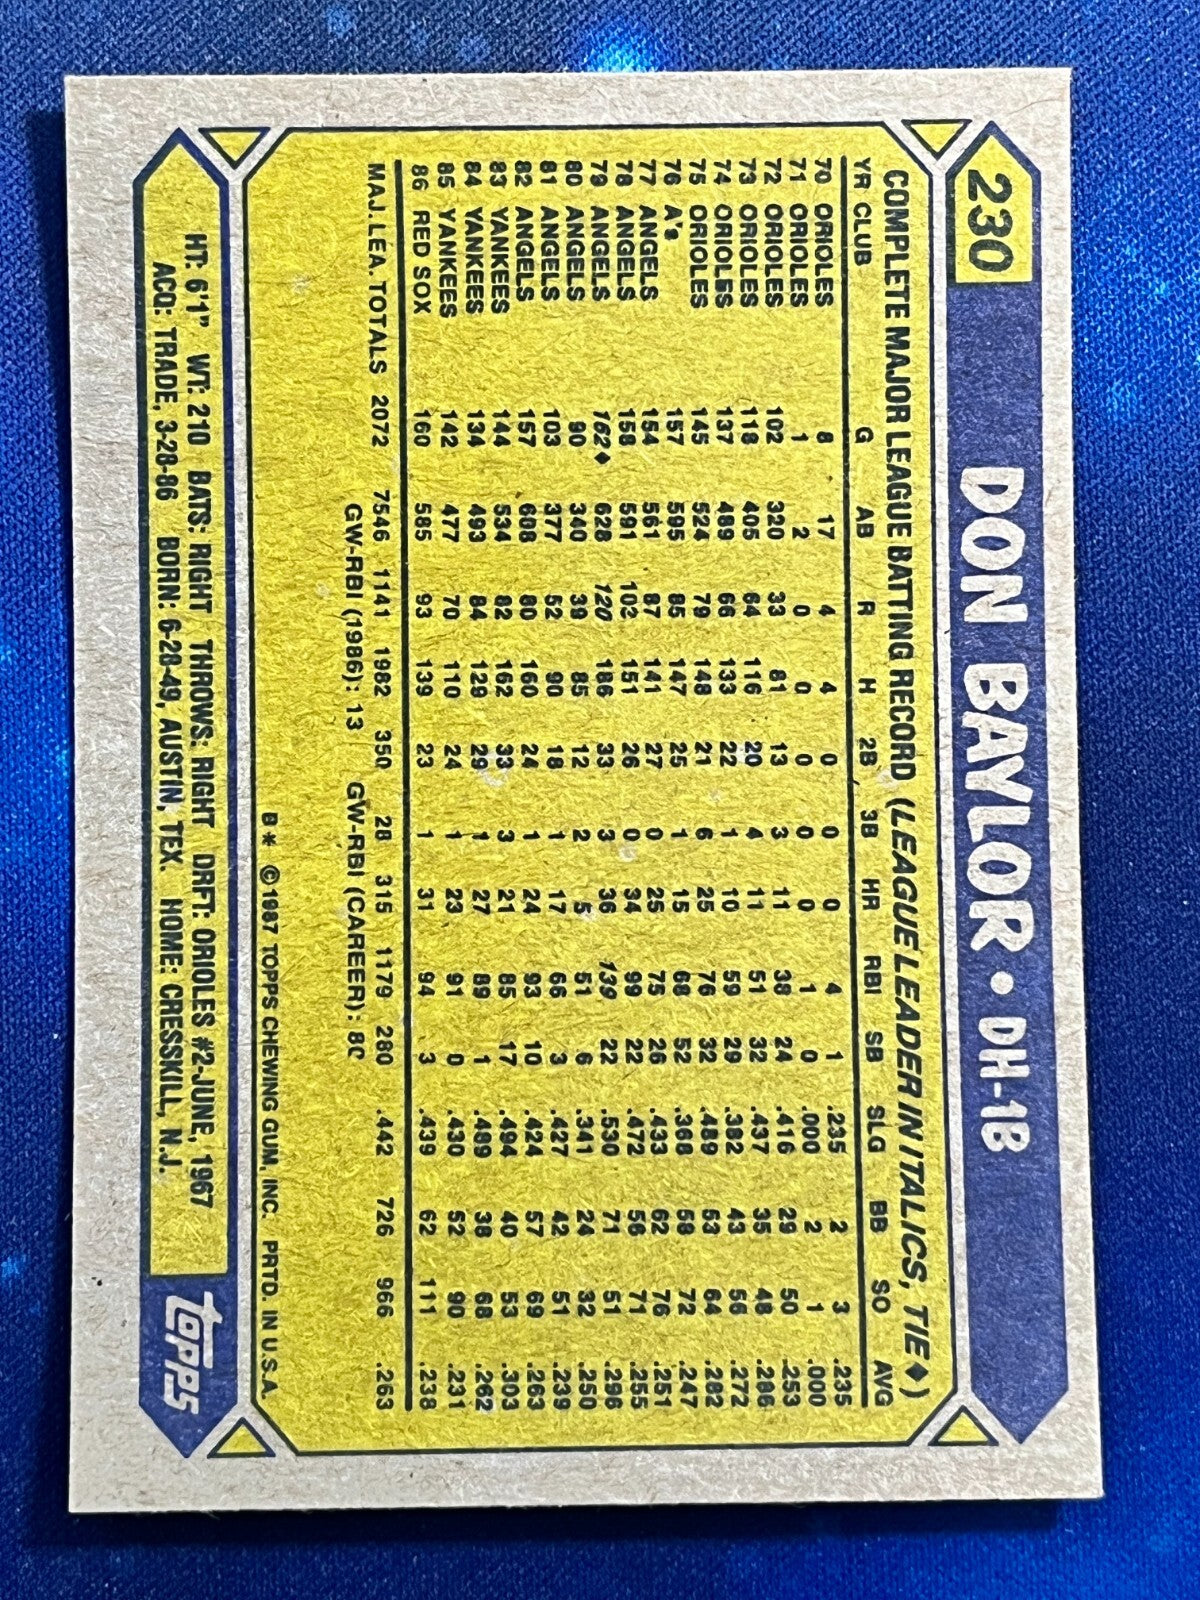 230 DON BAYLOR • DH-1B
COMPLETE MAJOR LEAGUE BATTING RECORD (LEAGUE LEADER IN ITALICS, TIE♦)
YR CLUB G AB R H 2B 3B HR RBI SB SLG BB SO AVG
70 ORIOLES 8 17 4 4 0 0 0 4 1 .235 2 3 .235
71 ORIOLES 1 2 0 0 0 0 0 1 0 .000 2 1 .000
72 ORIOLES 102 320 33 81 13 3 11 38 24 .416 29 50 .253
73 ORIOLES 118 405 64 116 20 4 11 51 32 .437 35 48 .286
74 ORIOLES 137 489 66 133 22 1 10 59 29 .382 43 56 .272
75 ORIOLES 145 524 79 148 21 6 25 76 32 .489 53 64 .282
76 A's 157 595 85 147 25 1 15 68 52 .368 58 72 .247
77 ANGELS 154 561 87 141 27 0 25 75 26 .433 62 76 .251
78 ANGELS 158 591 103 151 26 0 34 99 22 .472 56 71 .255
79 ANGELS 162♦ 628 120 186 33 3 36 139 22 .530 71 51 .296
80 ANGELS 90 340 39 85 12 2 5 51 6 .341 24 32 .250
81 ANGELS 103 377 52 90 18 1 17 66 3 .427 42 51 .239
82 ANGELS 157 608 80 160 24 1 24 93 10 .424 57 69 .263
83 YANKEES 144 534 82 162 33 3 21 85 17 .494 40 53 .303
84 YANKEES 134 493 84 129 29 1 27 89 1 .489 38 68 .262
85 YANKEES 142 477 70 110 24 1 23 91 0 .430 52 90 .231
86 RED SOX 160 585 93 139 23 1 31 94 3 .439 62 111 .238
MAJ. LEA. TOTALS 2072 7546 1141 1982 350 28 315 1179 280 .442 726 966 .263
GW-RBI (1986): 13 GW-RBI (CAREER): 80
B* ©1987 TOPPS CHEWING GUM, INC. PRTD. IN U.S.A.
HT: 6'1" WT: 210 BATS: RIGHT THROWS: RIGHT DRFT: ORIOLES #2-JUNE, 1967
ACQ: TRADE, 3-28-86 BORN: 6-28-49, AUSTIN, TEX. HOME: CRESSKILL, N.J.
topps